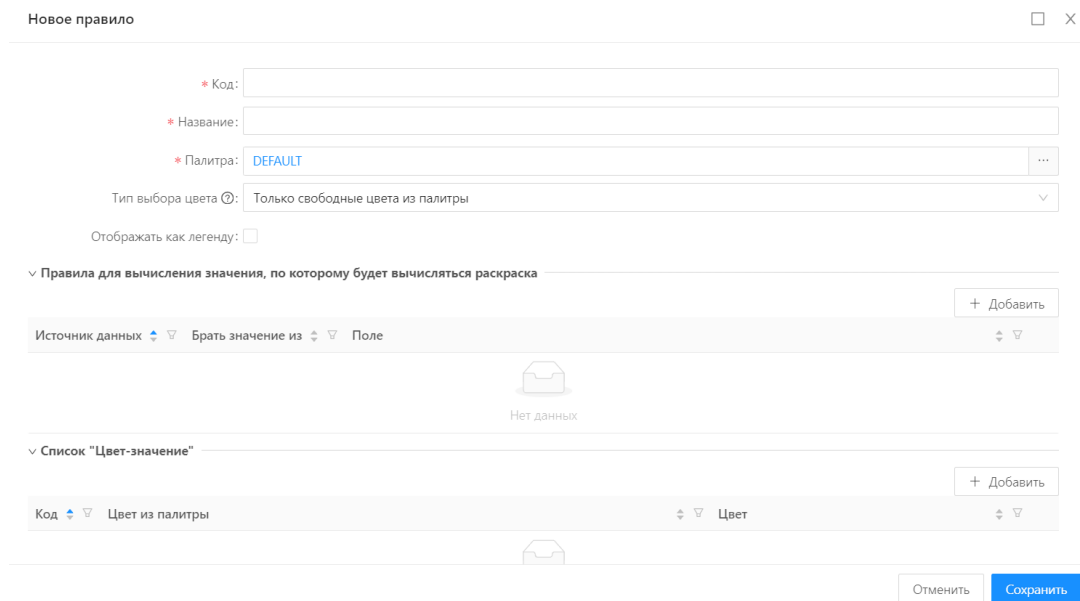 Новое правило
* Код:
* Название:
* Палитра: DEFAULT ...
Тип выбора цвета ?: Только свободные цвета из палитры
Отображать как легенду:
Правила для вычисления значения, по которому будет вычисляться раскраска
+ Добавить
Источник данных Брать значение из Поле
Нет данных
Список "Цвет-значение"
+ Добавить
Код Цвет из палитры Цвет
Отменить Сохранить